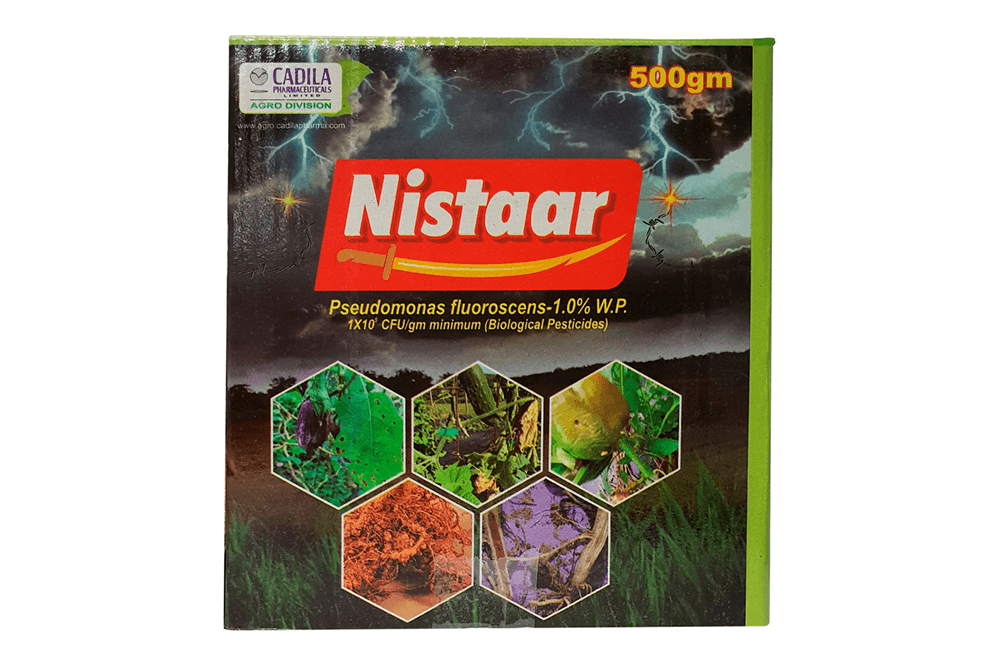 CADILA
PHARMACEUTICALS
LIMITED
AGRO DIVISION
www.agro.cadilapharma.com
500gm
Nistaar
Pseudomonas fluoroscens-1.0% W.P.
1X10⁸ CFU/gm minimum (Biological Pesticides)